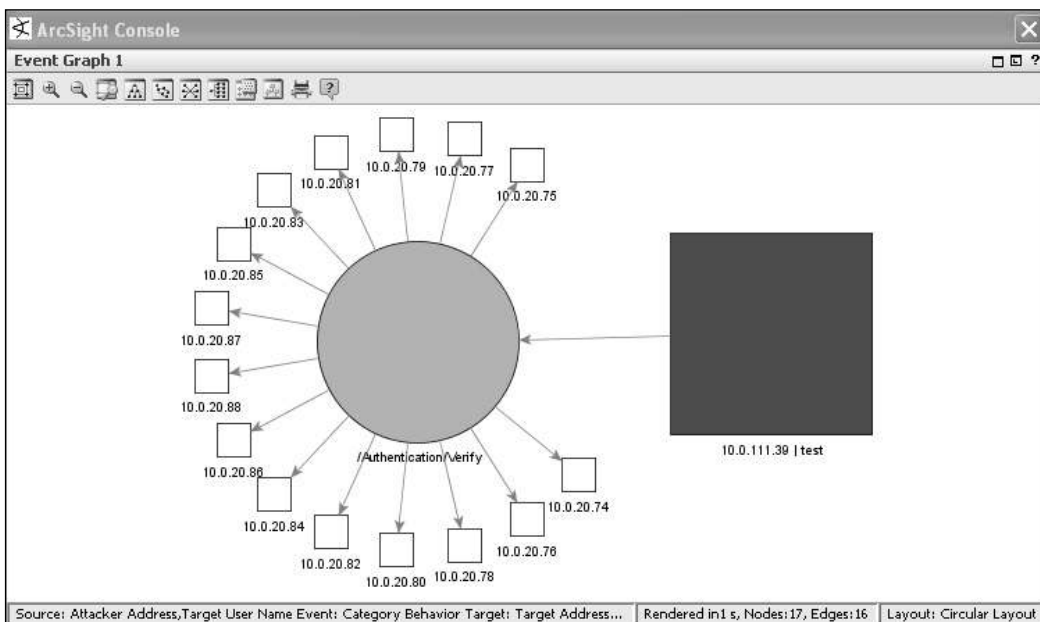 ArcSight Console
Event Graph 1
10.0.20.79
10.0.20.77
10.0.20.81
10.0.20.75
10.0.20.83
10.0.20.85
10.0.20.87
10.0.20.88
10.0.20.86
//Authentication/Verify
10.0.111.39 | test
10.0.20.84
10.0.20.74
10.0.20.82
10.0.20.80
10.0.20.78
10.0.20.76
Source: Attacker Address,Target User Name Event: Category Behavior Target: Target Address...
Rendered in1 s, Nodes:17, Edges:16
Layout: Circular Layout